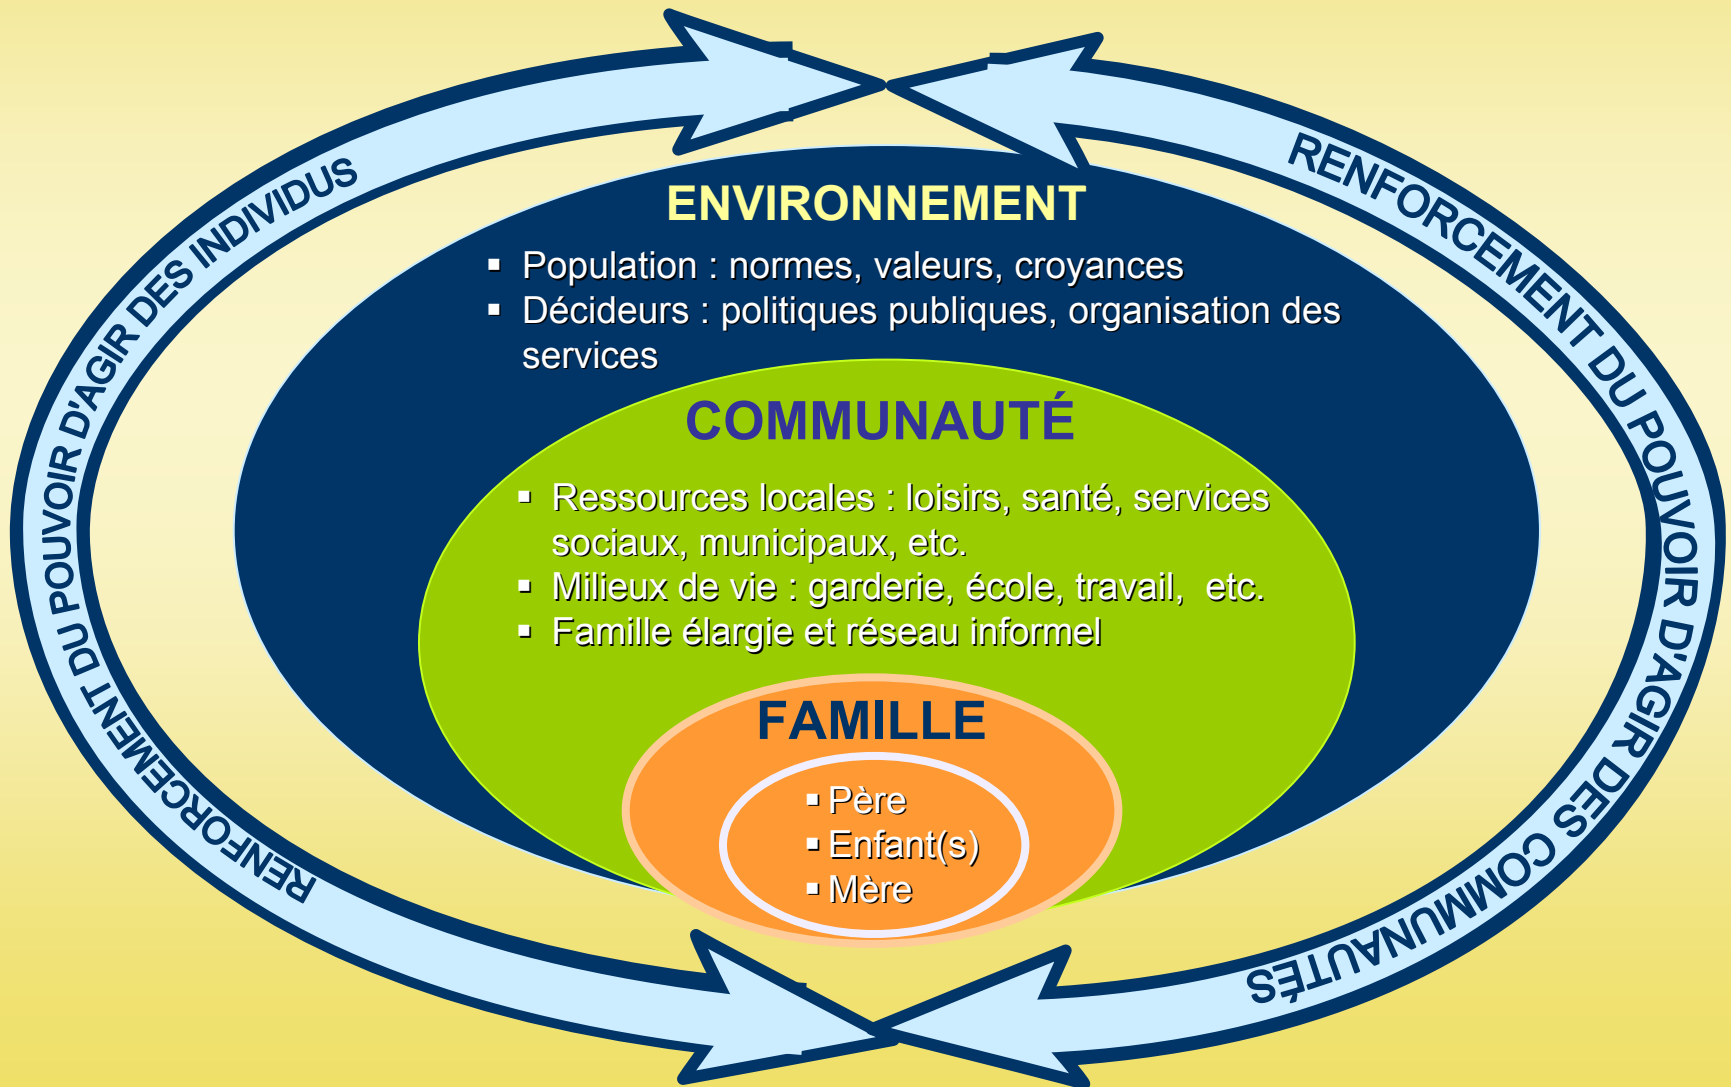 RENFORCEMENT DU POUVOIR D'AGIR DES INDIVIDUS
RENFORCEMENT DU POUVOIR D'AGIR DES COMMUNAUTÉS
ENVIRONNEMENT
▪ Population : normes, valeurs, croyances
▪ Décideurs : politiques publiques, organisation des
services
COMMUNAUTÉ
▪ Ressources locales : loisirs, santé, services
sociaux, municipaux, etc.
▪ Milieux de vie : garderie, école, travail,  etc.
▪ Famille élargie et réseau informel
FAMILLE
▪ Père
▪ Enfant(s)
▪ Mère